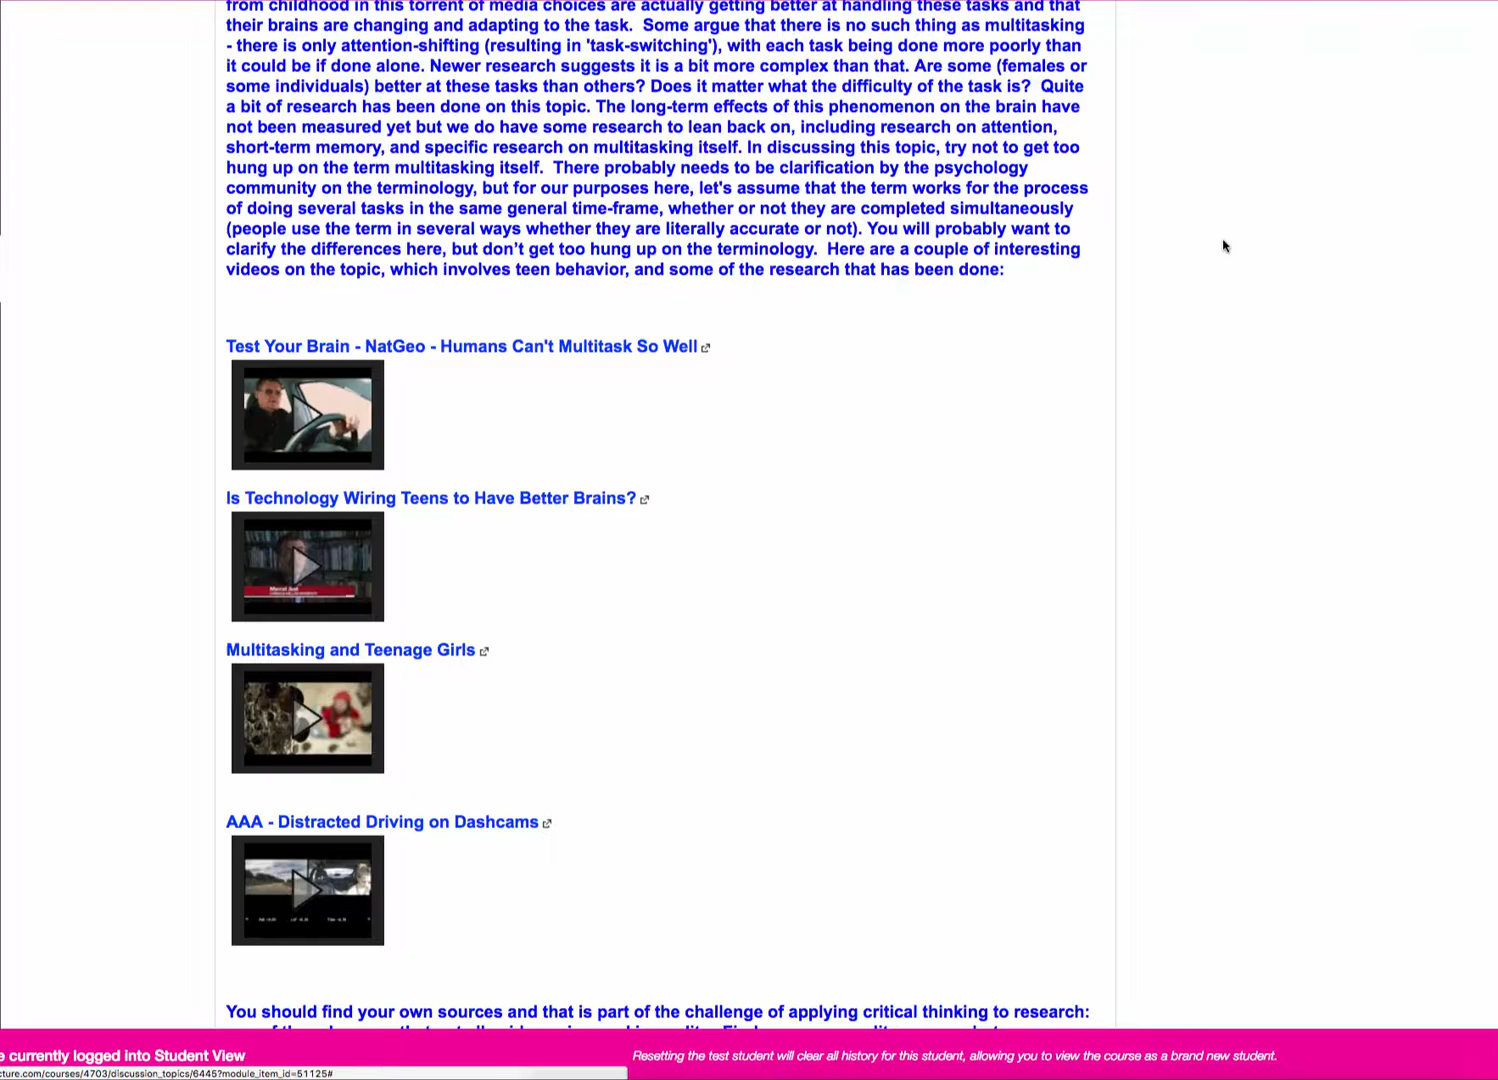 from childhood in this torrent of media choices are actually getting better at handling these tasks and that
their brains are changing and adapting to the task.  Some argue that there is no such thing as multitasking
- there is only attention-shifting (resulting in 'task-switching'), with each task being done more poorly than
it could be if done alone. Newer research suggests it is a bit more complex than that. Are some (females or
some individuals) better at these tasks than others? Does it matter what the difficulty of the task is?  Quite
a bit of research has been done on this topic. The long-term effects of this phenomenon on the brain have
not been measured yet but we do have some research to lean back on, including research on attention,
short-term memory, and specific research on multitasking itself. In discussing this topic, try not to get too
hung up on the term multitasking itself.  There probably needs to be clarification by the psychology
community on the terminology, but for our purposes here, let's assume that the term works for the process
of doing several tasks in the same general time-frame, whether or not they are completed simultaneously
(people use the term in several ways whether they are literally accurate or not). You will probably want to
clarify the differences here, but don’t get too hung up on the terminology.  Here are a couple of interesting
videos on the topic, which involves teen behavior, and some of the research that has been done:
Test Your Brain - NatGeo - Humans Can't Multitask So Well
Is Technology Wiring Teens to Have Better Brains?
Multitasking and Teenage Girls
AAA - Distracted Driving on Dashcams
You should find your own sources and that is part of the challenge of applying critical thinking to research:
e currently logged into Student View
Resetting the test student will clear all history for this student, allowing you to view the course as a brand new student.
cture.com/courses/4703/discussion_topics/6445?module_item_id=51125#